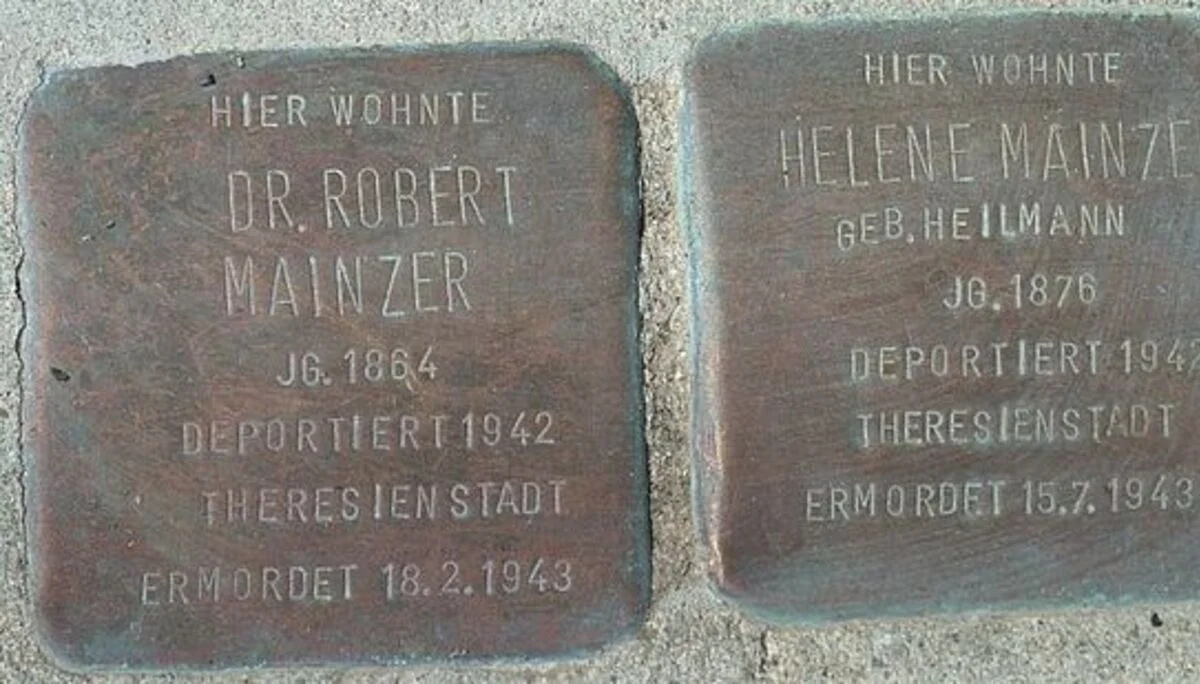 HIER WOHNTE
DR. ROBERT
MAINZER
JG. 1864
DEPORTIERT 1942
THERESIENSTADT
ERMORDET 18.2.1943
HIER WOHNTE
HELENE MAINZE
GEB. HEILMANN
JG. 1876
DEPORTIERT 194
THERESIENSTADT
ERMORDET 15.7.1943